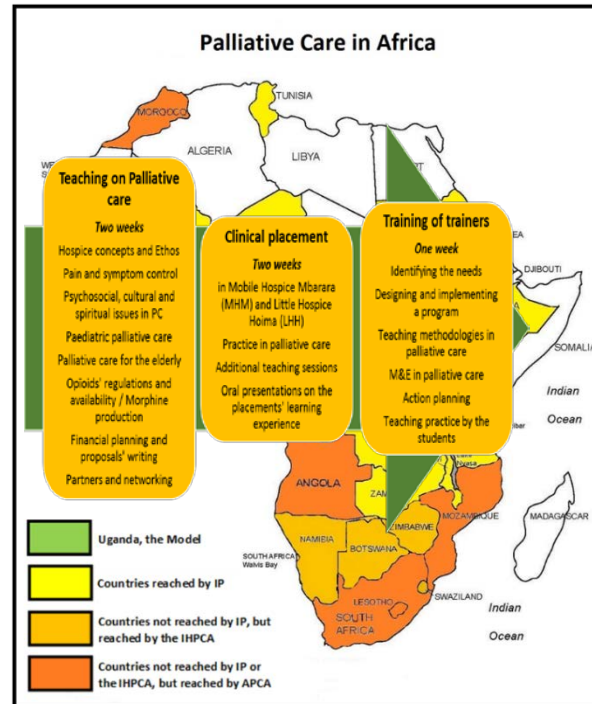 Palliative Care in Africa
TUNISIA
MOROCCO
ALGERIA
LIBYA
DJIBOUTI
SOMALIA
Indian
Ocean
Teaching on Palliative
care
Two weeks
Hospice concepts and Ethos
Pain and symptom control
Psychosocial, cultural and
spiritual issues in PC
Paediatric palliative care
Palliative care for the elderly
Opioids' regulations and
availability / Morphine
production
Financial planning and
proposals' writing
Partners and networking
Clinical placement
Two weeks
in Mobile Hospice Mbarara
(MHM) and Little Hospice
Hoima (LHH)
Practice in palliative care
Additional teaching sessions
Oral presentations on the
placements' learning
experience
Training of trainers
One week
Identifying the needs
Designing and implementing
a program
Teaching methodologies in
palliative care
M&E in palliative care
Action planning
Teaching practice by the
students
ANGOLA
ZAM
MOZAMBIQUE
ZIMBABWE
NAMIBIA
BOTSWANA
MADAGASCAR
SOUTH AFRICA
Walvis Bay
SWAZILAND
LESOTHO
SOUTH
AFRICA
Indian
Ocean
Uganda, the Model
Countries reached by IP
Countries not reached by IP, but
reached by the IHPCA
Countries not reached by IP or
the IHPCA, but reached by APCA